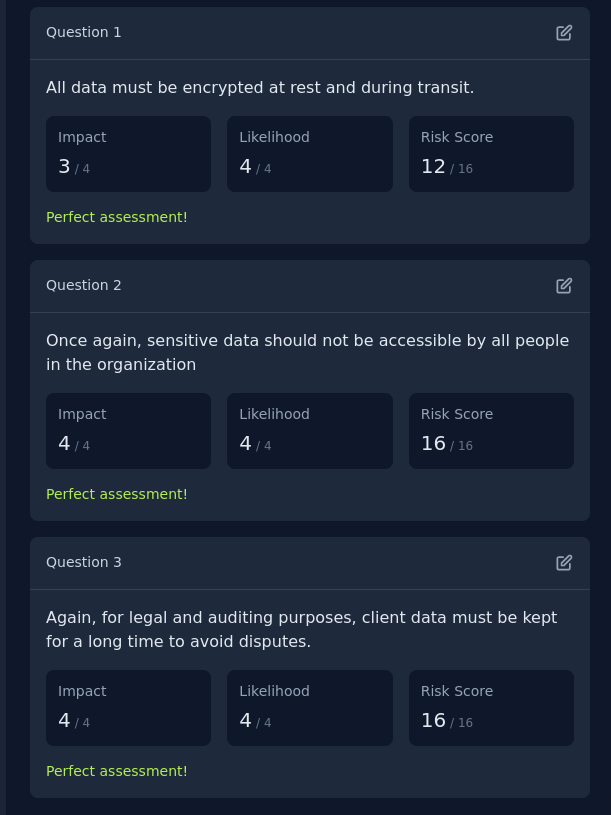 Question 1
All data must be encrypted at rest and during transit.
Impact
3 / 4
Likelihood
4 / 4
Risk Score
12 / 16
Perfect assessment!
Question 2
Once again, sensitive data should not be accessible by all people
in the organization
Impact
4 / 4
Likelihood
4 / 4
Risk Score
16 / 16
Perfect assessment!
Question 3
Again, for legal and auditing purposes, client data must be kept
for a long time to avoid disputes.
Impact
4 / 4
Likelihood
4 / 4
Risk Score
16 / 16
Perfect assessment!